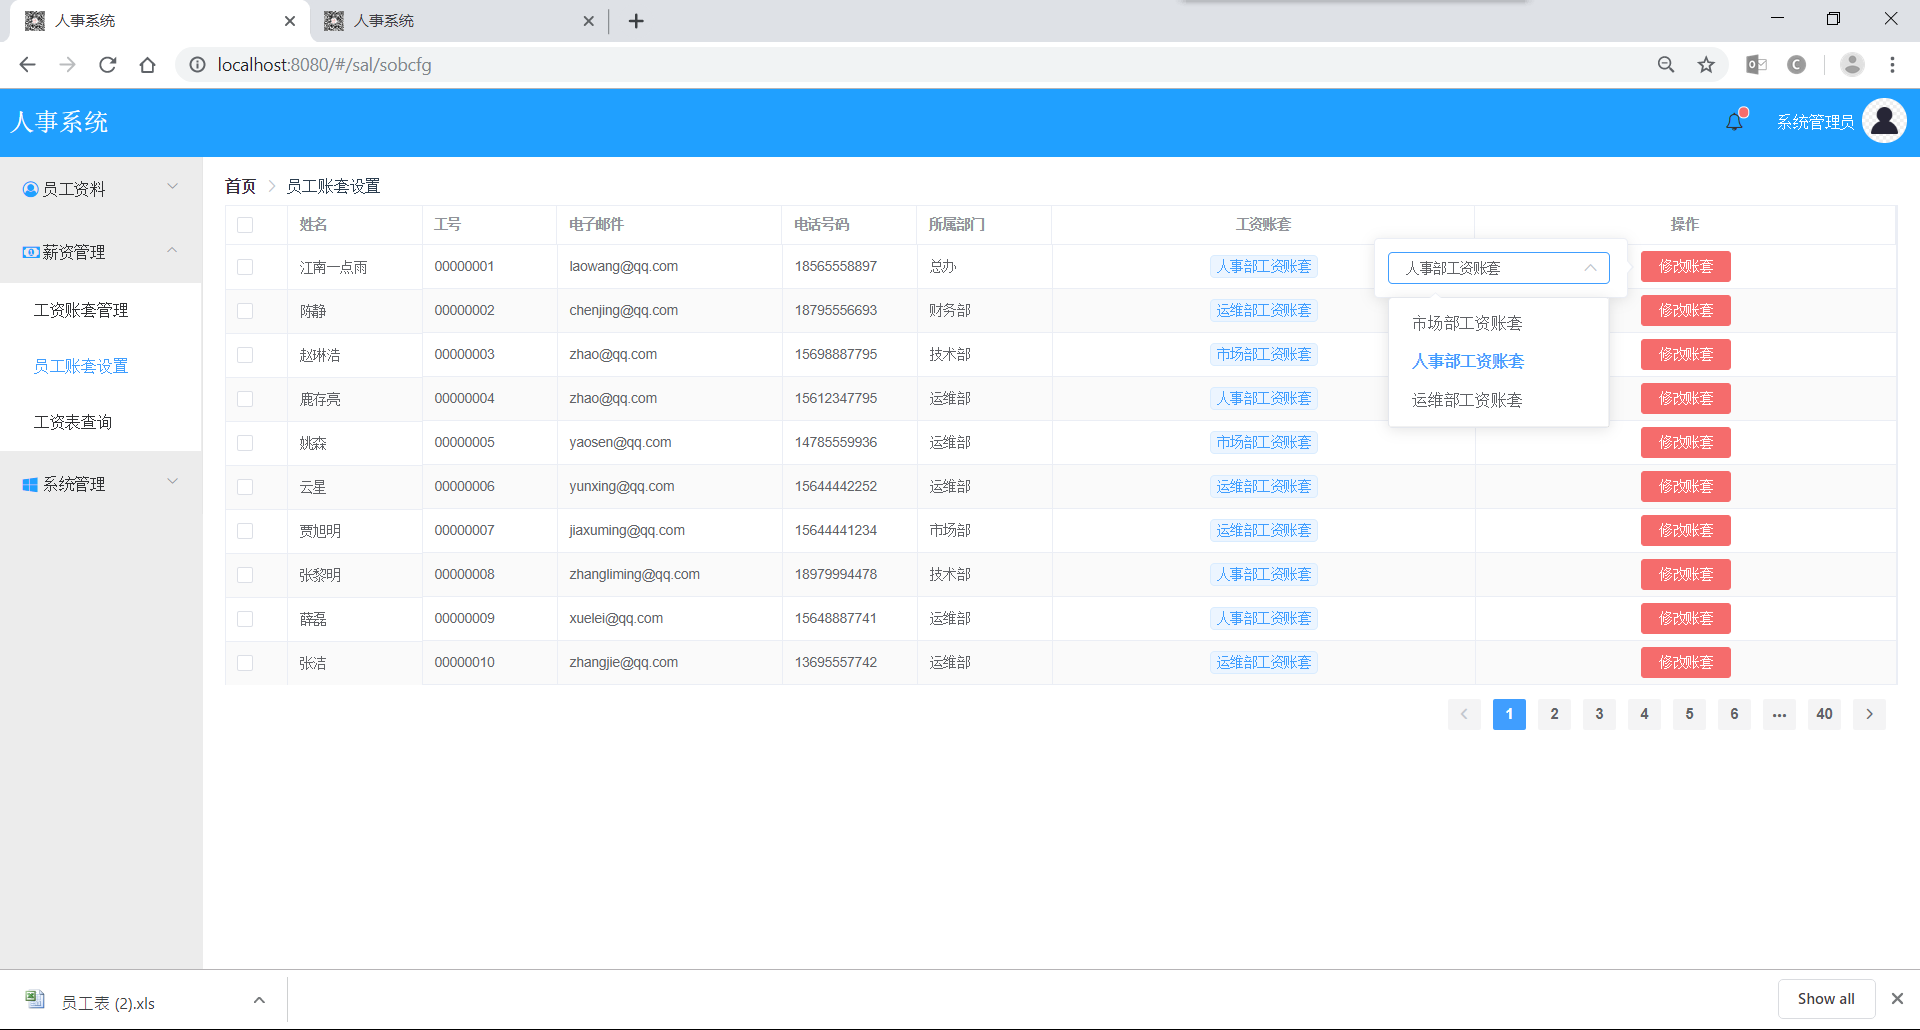 人事系统
人事系统
localhost:8080/#/sal/sobcfg
人事系统
系统管理员
员工资料
薪资管理
工资账套管理
员工账套设置
工资表查询
系统管理
首页 > 员工账套设置
姓名 工号 电子邮件 电话号码 所属部门 工资账套 操作
江南一点雨 00000001 laowang@qq.com 18565558897 总办 人事部工资账套 修改账套
陈静 00000002 chenjing@qq.com 18795556693 财务部 运维部工资账套 修改账套
赵琳浩 00000003 zhao@qq.com 15698887795 技术部 市场部工资账套 修改账套
鹿存亮 00000004 zhao@qq.com 15612347795 运维部 人事部工资账套 修改账套
姚森 00000005 yaosen@qq.com 14785559936 运维部 市场部工资账套 修改账套
云星 00000006 yunxing@qq.com 15644442252 运维部 运维部工资账套 修改账套
贾旭明 00000007 jiaxuming@qq.com 15644441234 市场部 运维部工资账套 修改账套
张黎明 00000008 zhangliming@qq.com 18979994478 技术部 人事部工资账套 修改账套
薛磊 00000009 xuelei@qq.com 15648887741 运维部 人事部工资账套 修改账套
张洁 00000010 zhangjie@qq.com 13695557742 运维部 运维部工资账套 修改账套
人事部工资账套
市场部工资账套
人事部工资账套
运维部工资账套
1 2 3 4 5 6 ... 40
员工表 (2).xls
Show all